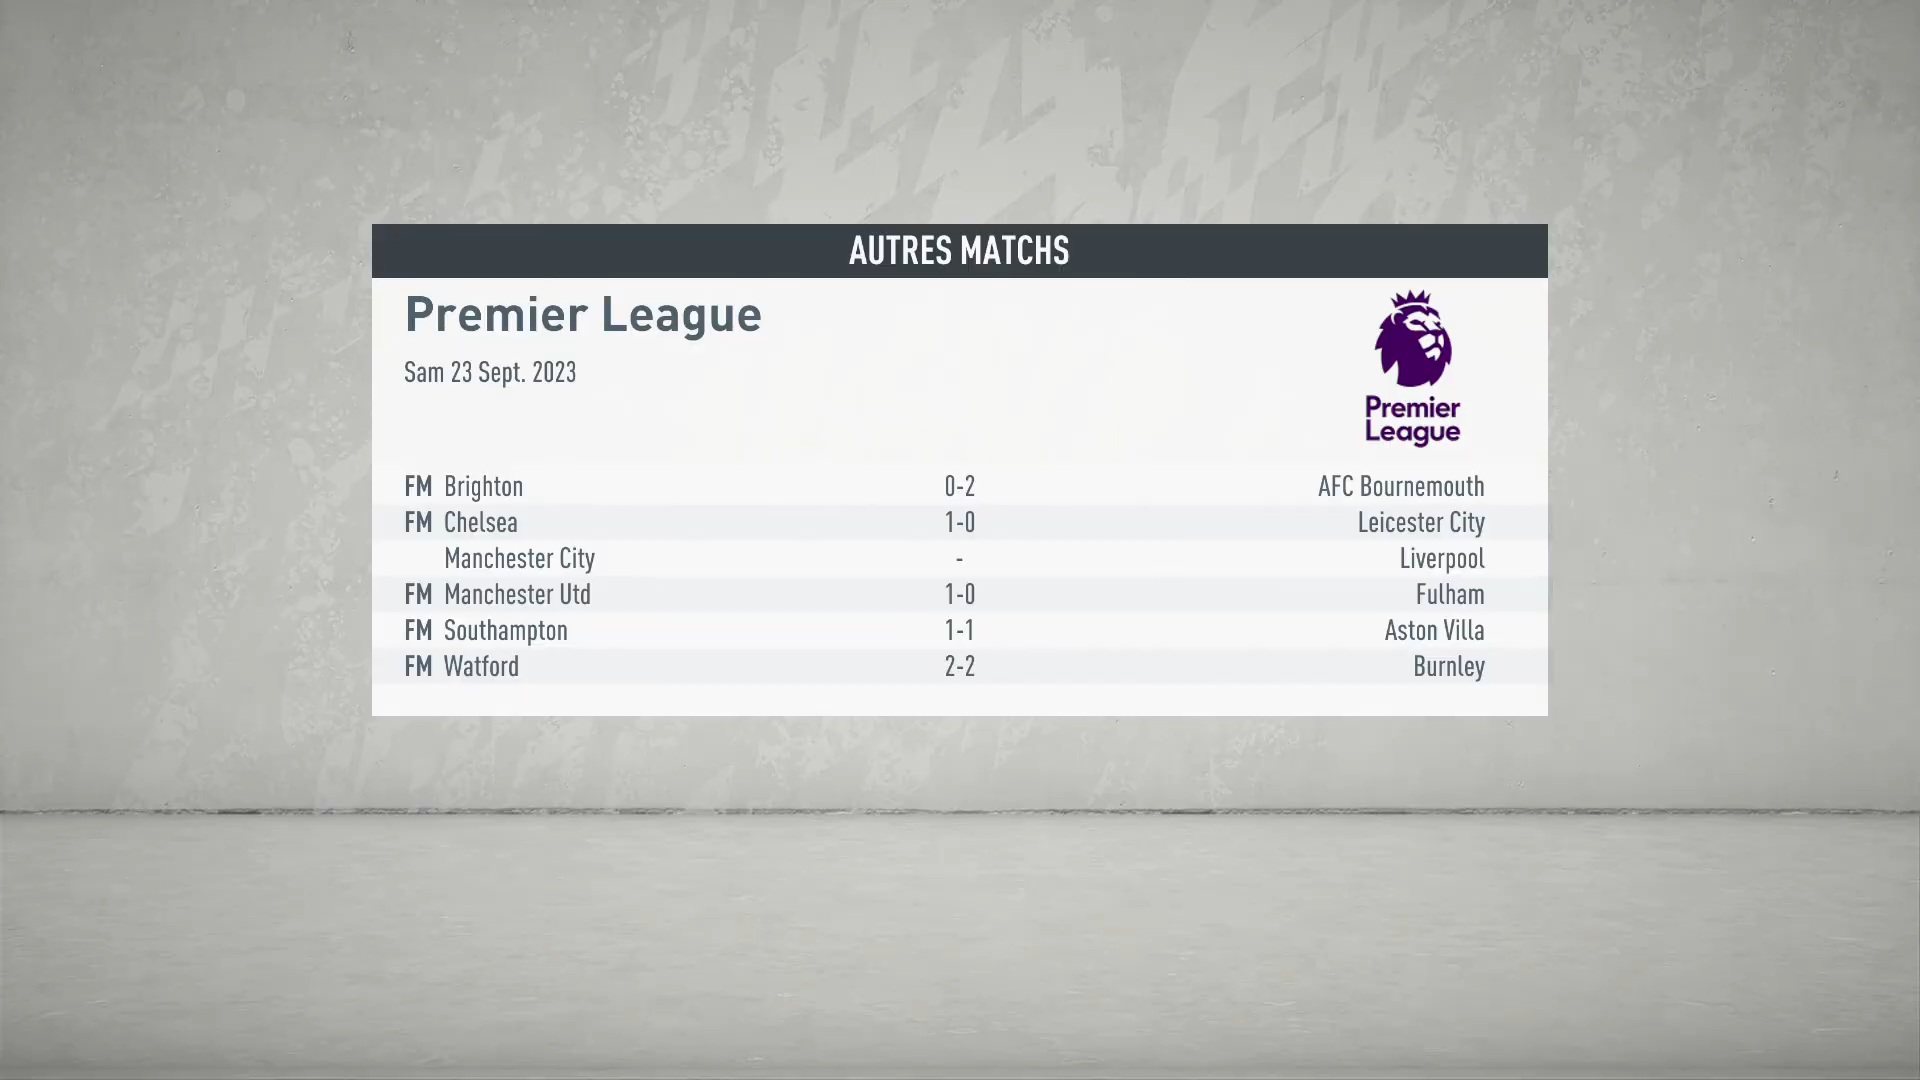 AUTRES MATCHS
Premier League
Sam 23 Sept. 2023
Premier
League
FM Brighton 0-2 AFC Bournemouth
FM Chelsea 1-0 Leicester City
Manchester City - Liverpool
FM Manchester Utd 1-0 Fulham
FM Southampton 1-1 Aston Villa
FM Watford 2-2 Burnley